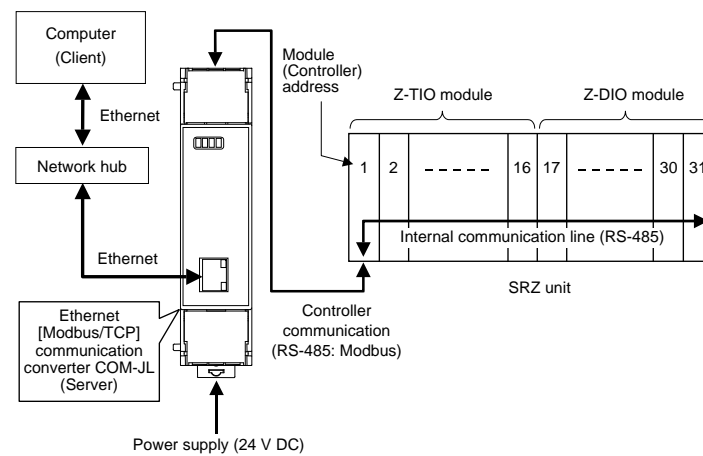 Computer
(Client)
Ethernet
Network hub
Ethernet
Ethernet
[Modbus/TCP]
communication
converter COM-JL
(Server)
Power supply (24 V DC)
Module
(Controller)
address
Z-TIO module
Z-DIO module
1 2 ----- 16 17 ----- 30 31
Internal communication line (RS-485)
SRZ unit
Controller
communication
(RS-485: Modbus)